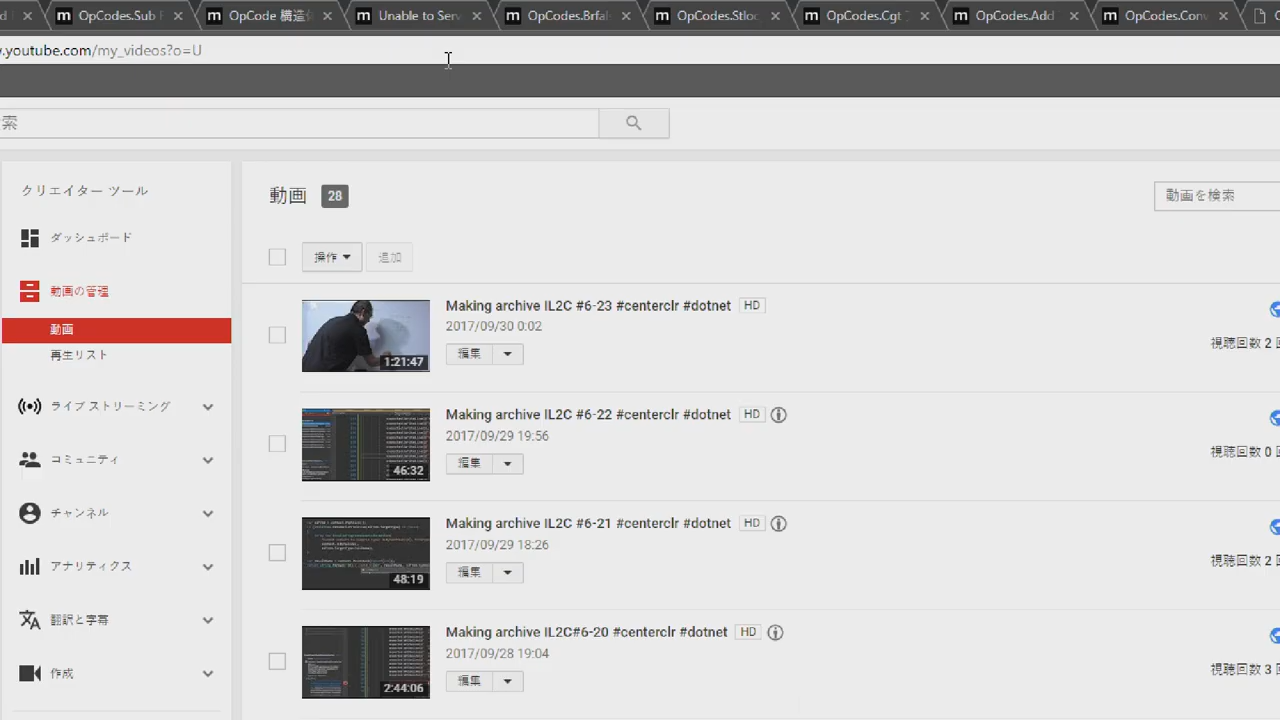 OpCodes.Sub F
OpCode 構造
Unable to Serv
OpCodes.Brfal
OpCodes.Stloc
OpCodes.Cgt
OpCodes.Add
OpCodes.Conv
.youtube.com/my_videos?o=U
索
クリエイター ツール
動画 28
動画を検索
ダッシュボード
操作
追加
動画の管理
動画
再生リスト
Making archive IL2C #6-23 #centerclr #dotnet HD
2017/09/30 0:02
編集
視聴回数 2 回
1:21:47
ライブ ストリーミング
Making archive IL2C #6-22 #centerclr #dotnet HD
2017/09/29 19:56
編集
視聴回数 0 回
46:32
コミュニティ
チャンネル
Making archive IL2C #6-21 #centerclr #dotnet HD
2017/09/29 18:26
編集
視聴回数 2 回
48:19
翻訳と字幕
Making archive IL2C#6-20 #centerclr #dotnet HD
2017/09/28 19:04
編集
視聴回数 3 回
2:44:06
作成